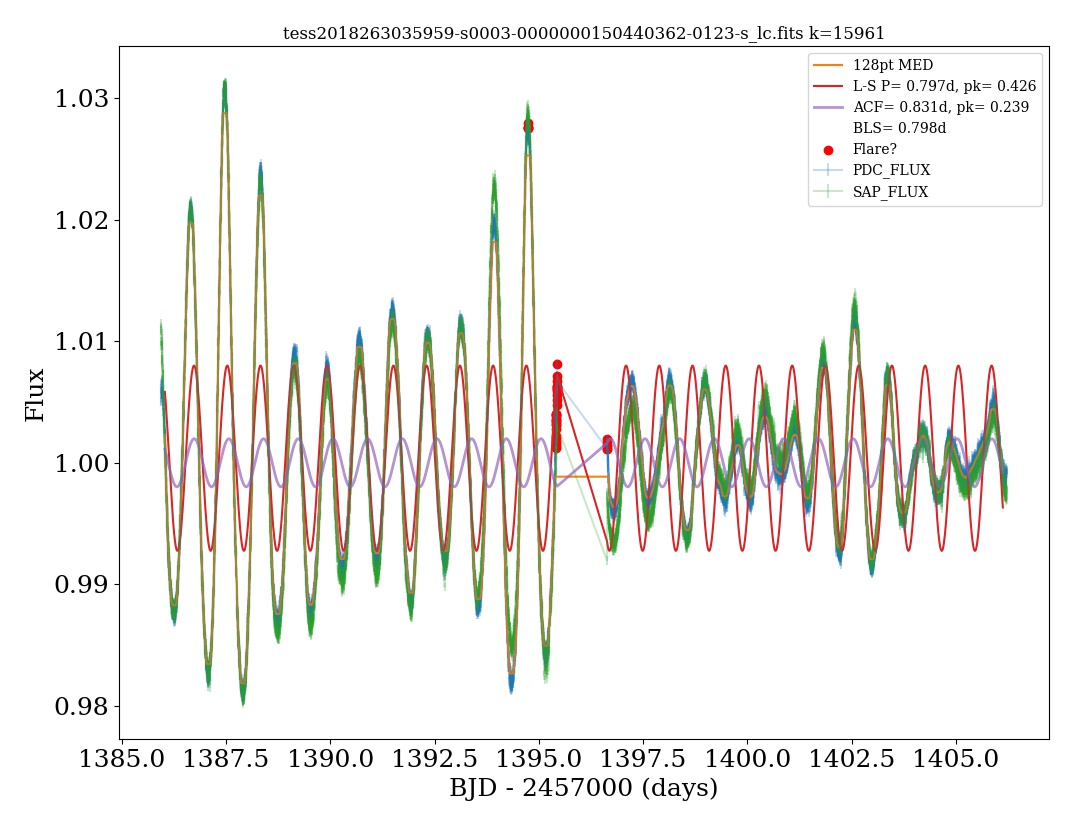 tess2018263035959-s0003-0000000150440362-0123-s_lc.fits k=15961
128pt MED
L-S P= 0.797d, pk= 0.426
ACF= 0.831d, pk= 0.239
BLS= 0.798d
Flare?
PDC_FLUX
SAP_FLUX
1.03
1.02
1.01
1.00
0.99
0.98
Flux
1385.0 1387.5 1390.0 1392.5 1395.0 1397.5 1400.0 1402.5 1405.0
BJD - 2457000 (days)